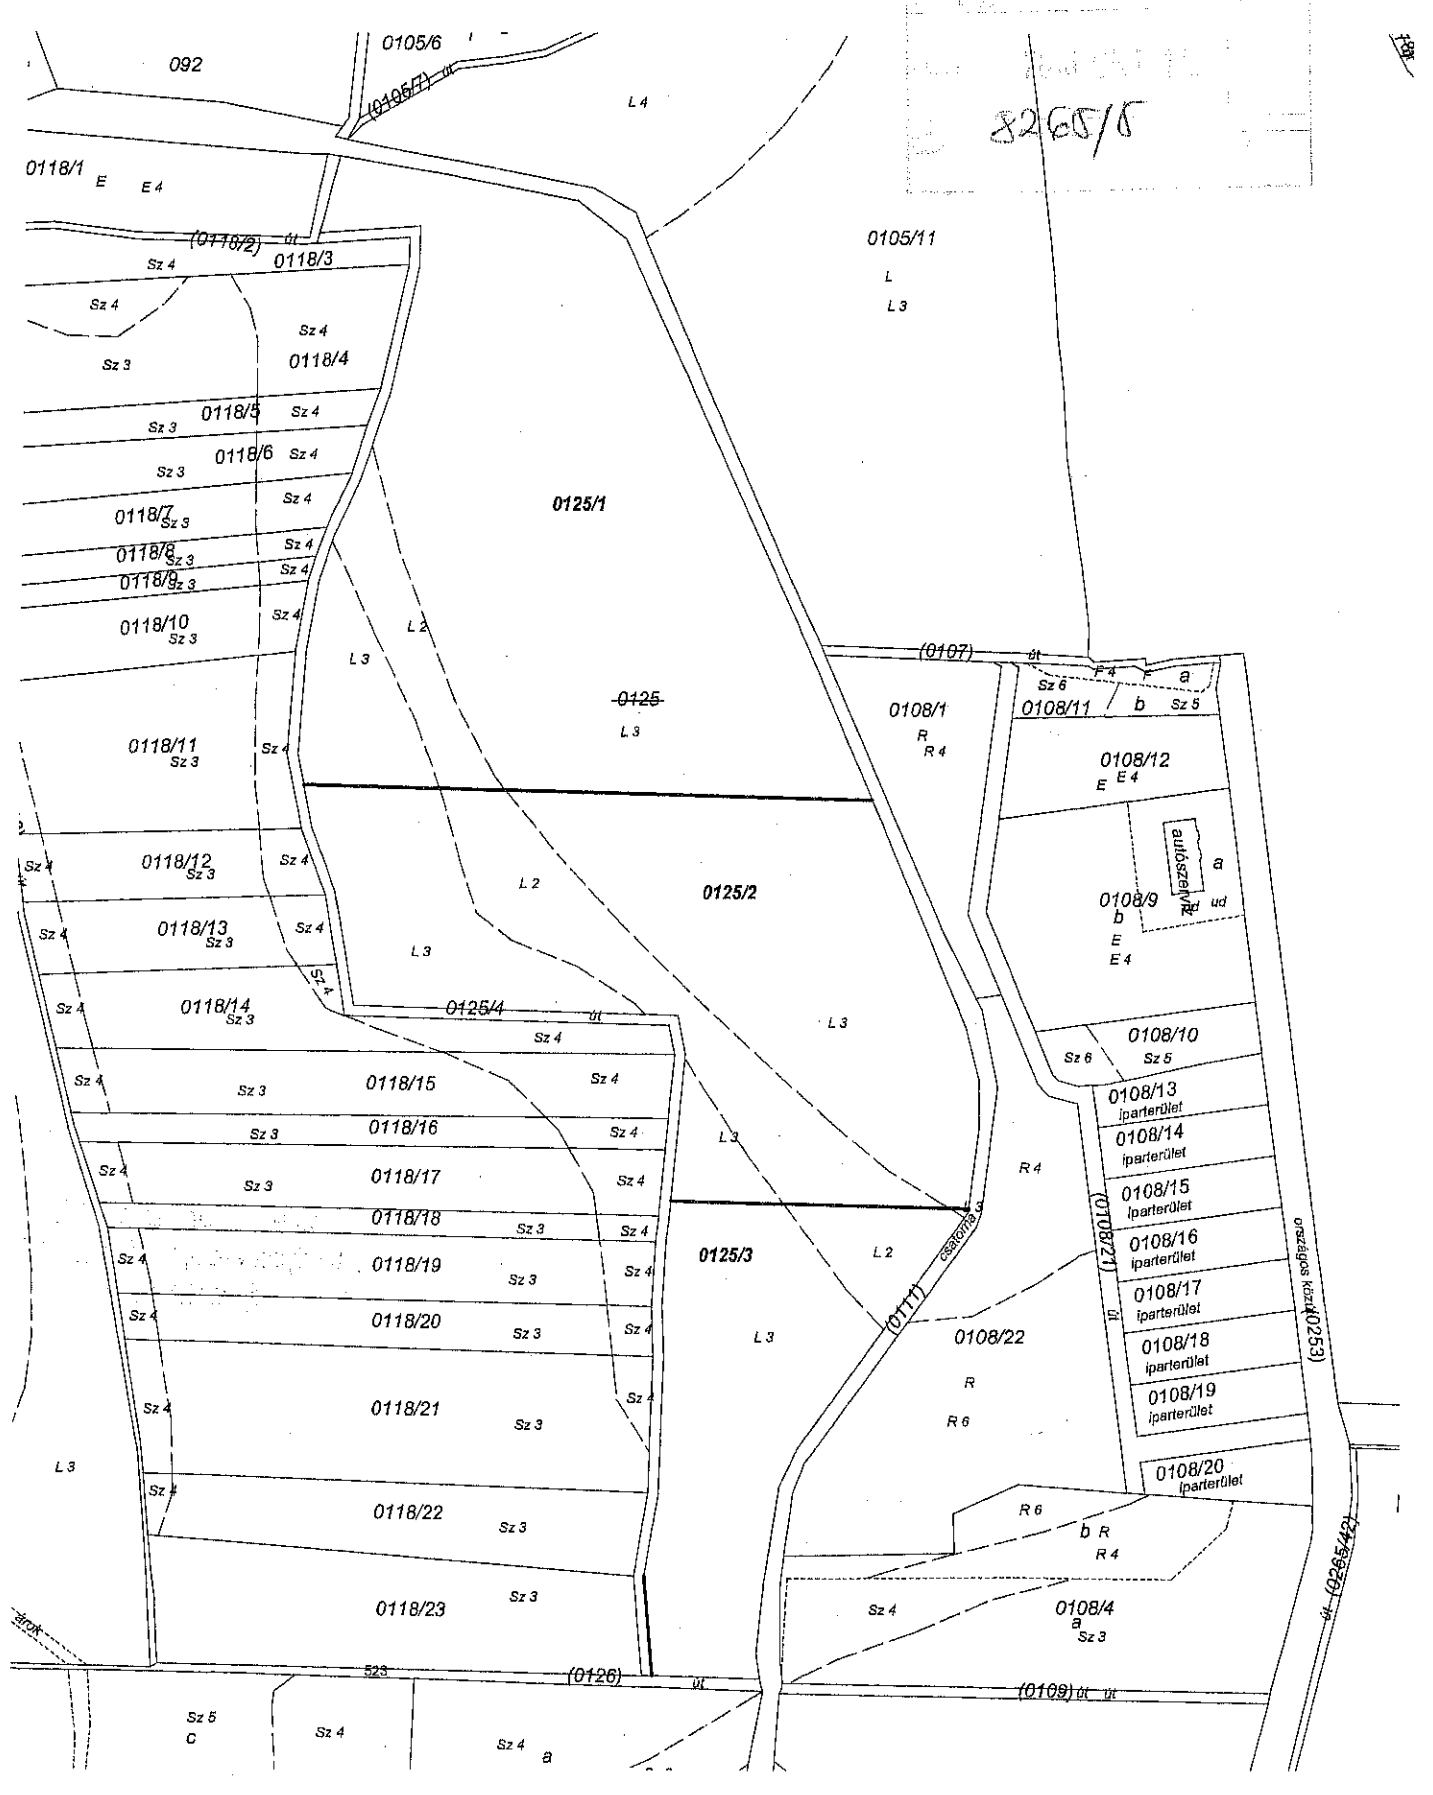 0105/6
092
(0105/7) út
L 4
8265/5
0118/1
E E 4
(0118/2) út
0105/11
L
L 3
0118/3
Sz 4
Sz 4
Sz 4
Sz 3
0118/4
0118/5
Sz 4
Sz 3
0118/6
Sz 4
Sz 3
Sz 4
0125/1
0118/7
Sz 3
0118/8
Sz 4
Sz 3
0118/9
Sz 4
Sz 3
0118/10
Sz 4
Sz 3
L 2
L 3
(0107) út
0125
L 3
0108/1
R
R 4
Sz 6
F 4
F
a
0108/11
b
Sz 5
0118/11
Sz 4
Sz 3
0108/12
E E 4
0118/12
Sz 4
Sz 4
Sz 3
autószerviz
a
L 2
0125/2
0108/9
ud
ud
b
E
E 4
0118/13
Sz 4
Sz 4
Sz 3
L 3
Sz 4
0118/14
Sz 4
Sz 3
0125/4
út
L 3
Sz 4
0108/10
Sz 6
Sz 5
0118/15
Sz 4
Sz 4
Sz 3
0108/13
iparterület
0118/16
Sz 3
Sz 4
L 3
0108/14
iparterület
0118/17
Sz 4
Sz 4
Sz 3
R 4
0108/15
iparterület
0118/18
Sz 3
Sz 4
csatorna
(0108/21)
út
0108/16
iparterület
országos közút
(0253)
0118/19
Sz 4
Sz 4
Sz 3
0125/3
L 2
0108/17
iparterület
(0111)
0118/20
Sz 4
Sz 4
Sz 3
L 3
0108/22
R
R 6
0108/18
iparterület
0108/19
iparterület
0118/21
Sz 4
Sz 4
Sz 3
L 3
0108/20
iparterület
Sz 4
0118/22
Sz 3
R 6
b R
R 4
út (0265/42)
0118/23
Sz 3
Sz 4
0108/4
a
Sz 3
árok
523
(0126)
út
(0109) út út
Sz 5
c
Sz 4
Sz 4
a